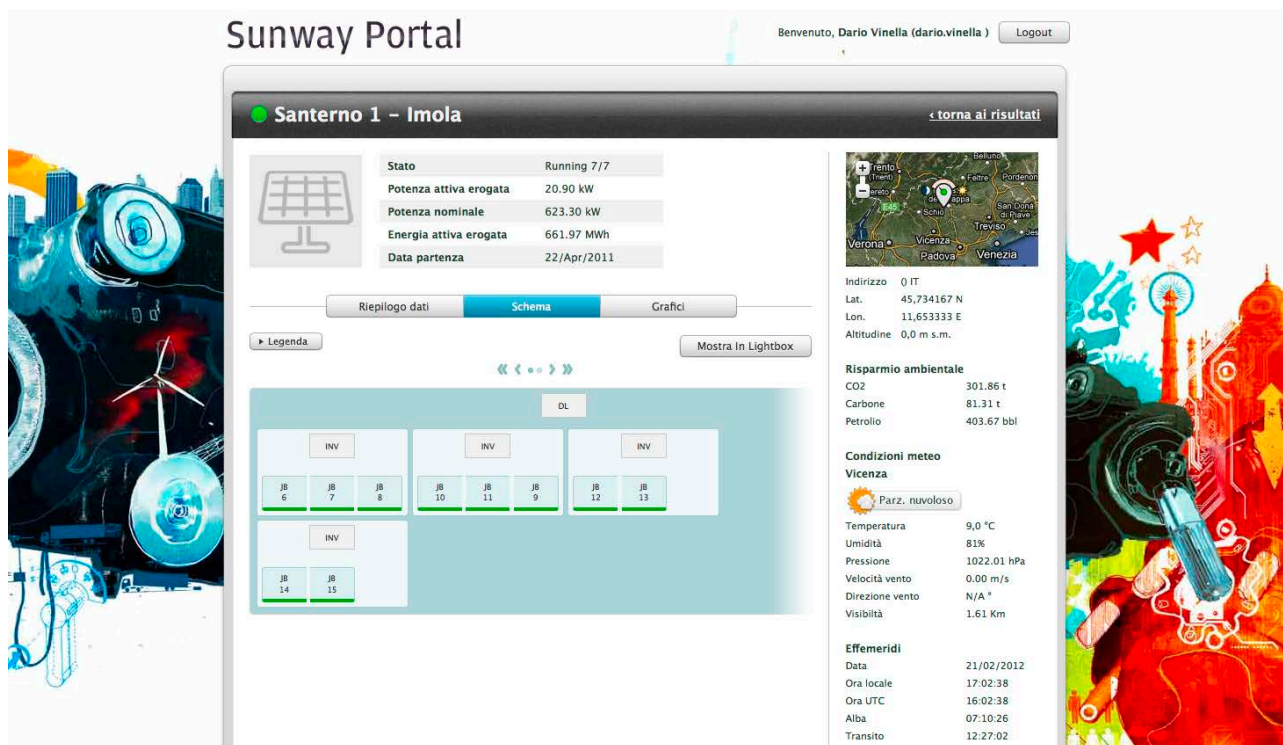 Sunway Portal
Benvenuto, Dario Vinella (dario.vinella ) Logout
Santerno 1 – Imola ‹ torna ai risultati
Stato Running 7/7
Potenza attiva erogata 20.90 kW
Potenza nominale 623.30 kW
Energia attiva erogata 661.97 MWh
Data partenza 22/Apr/2011
Riepilogo dati Schema Grafici
Legenda Mostra In Lightbox
DL
INV INV INV
JB 6 JB 7 JB 8 JB 10 JB 11 JB 9 JB 12 JB 13
INV
JB 14 JB 15
Trento
(Trent)
Belluno
Feltre
Pordenon
E45
Schio
San Donà
di Piave
Treviso
Verona
Vicenza
Padova
Venezia
Indirizzo () IT
Lat. 45,734167 N
Lon. 11,653333 E
Altitudine 0,0 m s.m.
Risparmio ambientale
CO2 301.86 t
Carbone 81.31 t
Petrolio 403.67 bbl
Condizioni meteo
Vicenza
Parz. nuvoloso
Temperatura 9,0 °C
Umidità 81%
Pressione 1022.01 hPa
Velocità vento 0.00 m/s
Direzione vento N/A °
Visibiltà 1.61 Km
Effemeridi
Data 21/02/2012
Ora locale 17:02:38
Ora UTC 16:02:38
Alba 07:10:26
Transito 12:27:02